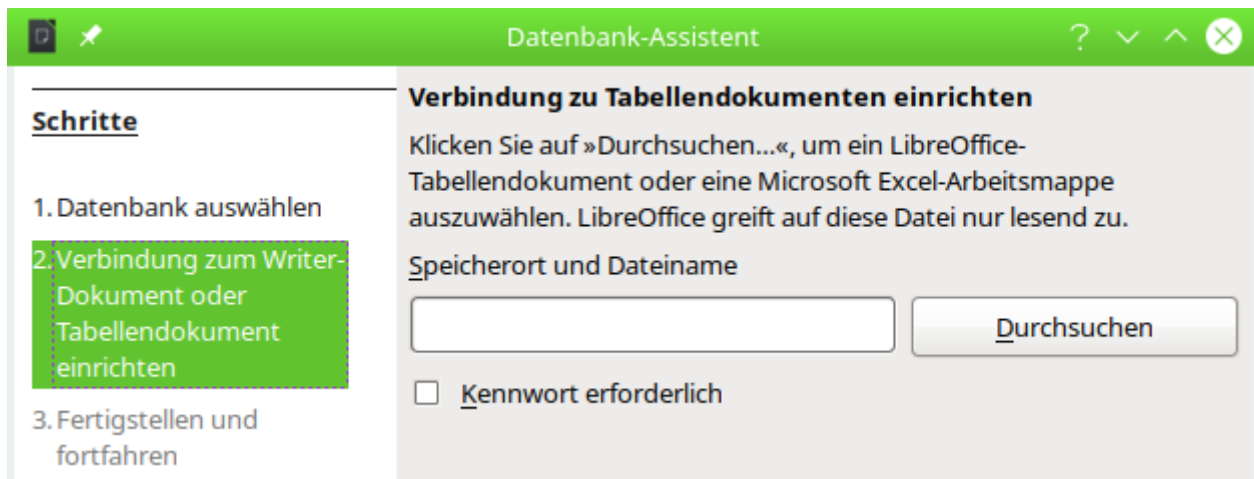 Datenbank-Assistent
Schritte
1. Datenbank auswählen
2. Verbindung zum Writer-
Dokument oder
Tabellendokument
einrichten
3. Fertigstellen und
fortfahren
Verbindung zu Tabellendokumenten einrichten
Klicken Sie auf »Durchsuchen...«, um ein LibreOffice-
Tabellendokument oder eine Microsoft Excel-Arbeitsmappe
auszuwählen. LibreOffice greift auf diese Datei nur lesend zu.
Speicherort und Dateiname
Durchsuchen
Kennwort erforderlich